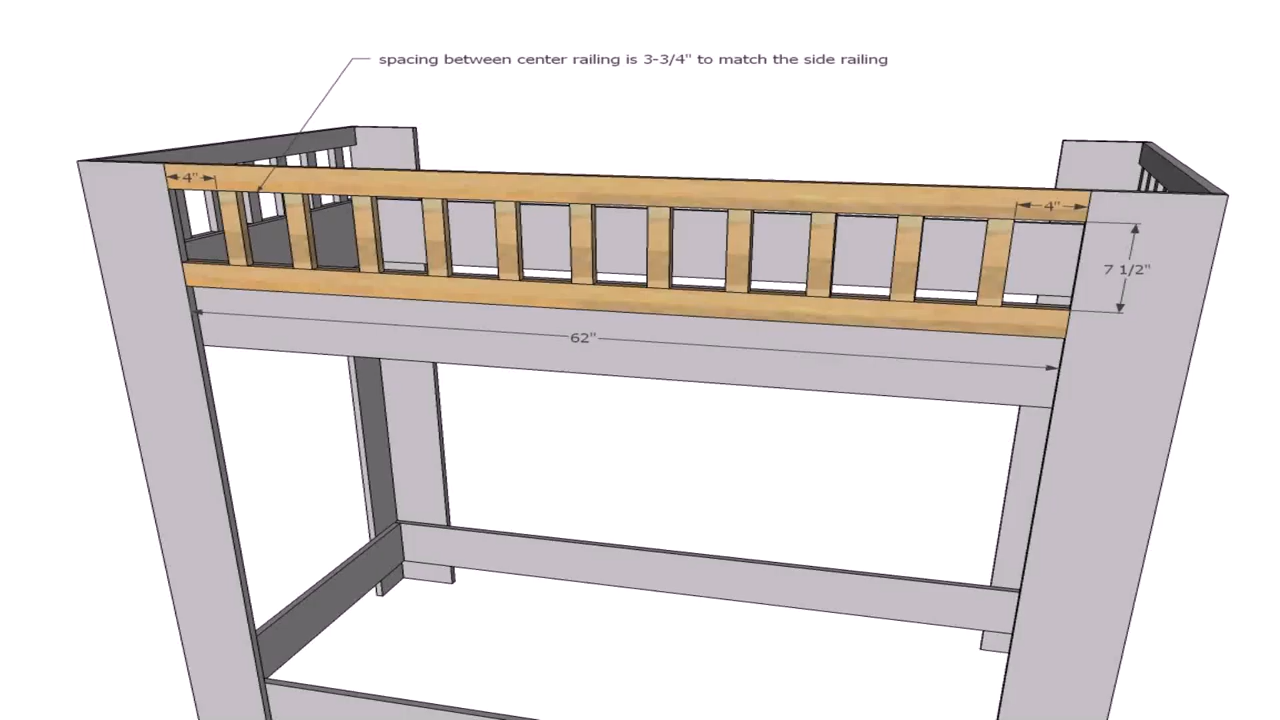 spacing between center railing is 3-3/4" to match the side railing
4"
4"
7 1/2"
62"